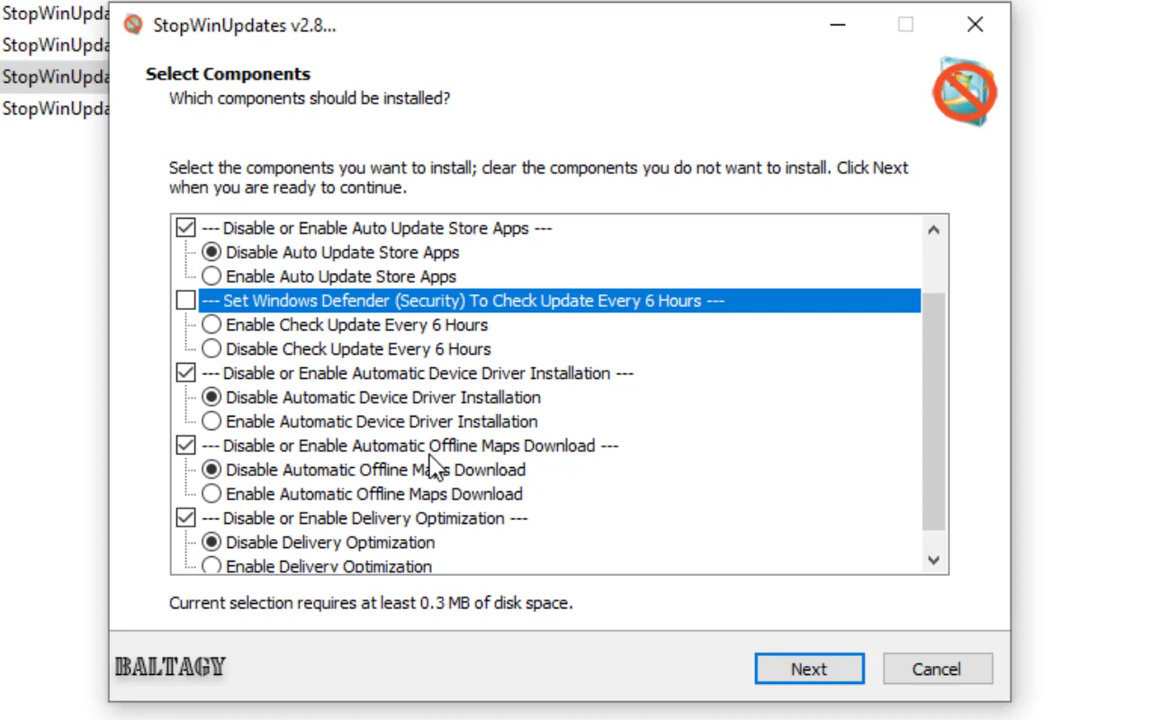 StopWinUpda
StopWinUpda
StopWinUpda
StopWinUpda
StopWinUpdates v2.8...
Select Components
Which components should be installed?
Select the components you want to install; clear the components you do not want to install. Click Next
when you are ready to continue.
--- Disable or Enable Auto Update Store Apps ---
Disable Auto Update Store Apps
Enable Auto Update Store Apps
--- Set Windows Defender (Security) To Check Update Every 6 Hours ---
Enable Check Update Every 6 Hours
Disable Check Update Every 6 Hours
--- Disable or Enable Automatic Device Driver Installation ---
Disable Automatic Device Driver Installation
Enable Automatic Device Driver Installation
--- Disable or Enable Automatic Offline Maps Download ---
Disable Automatic Offline Maps Download
Enable Automatic Offline Maps Download
--- Disable or Enable Delivery Optimization ---
Disable Delivery Optimization
Enable Delivery Optimization
Current selection requires at least 0.3 MB of disk space.
BALTAGY
Next
Cancel